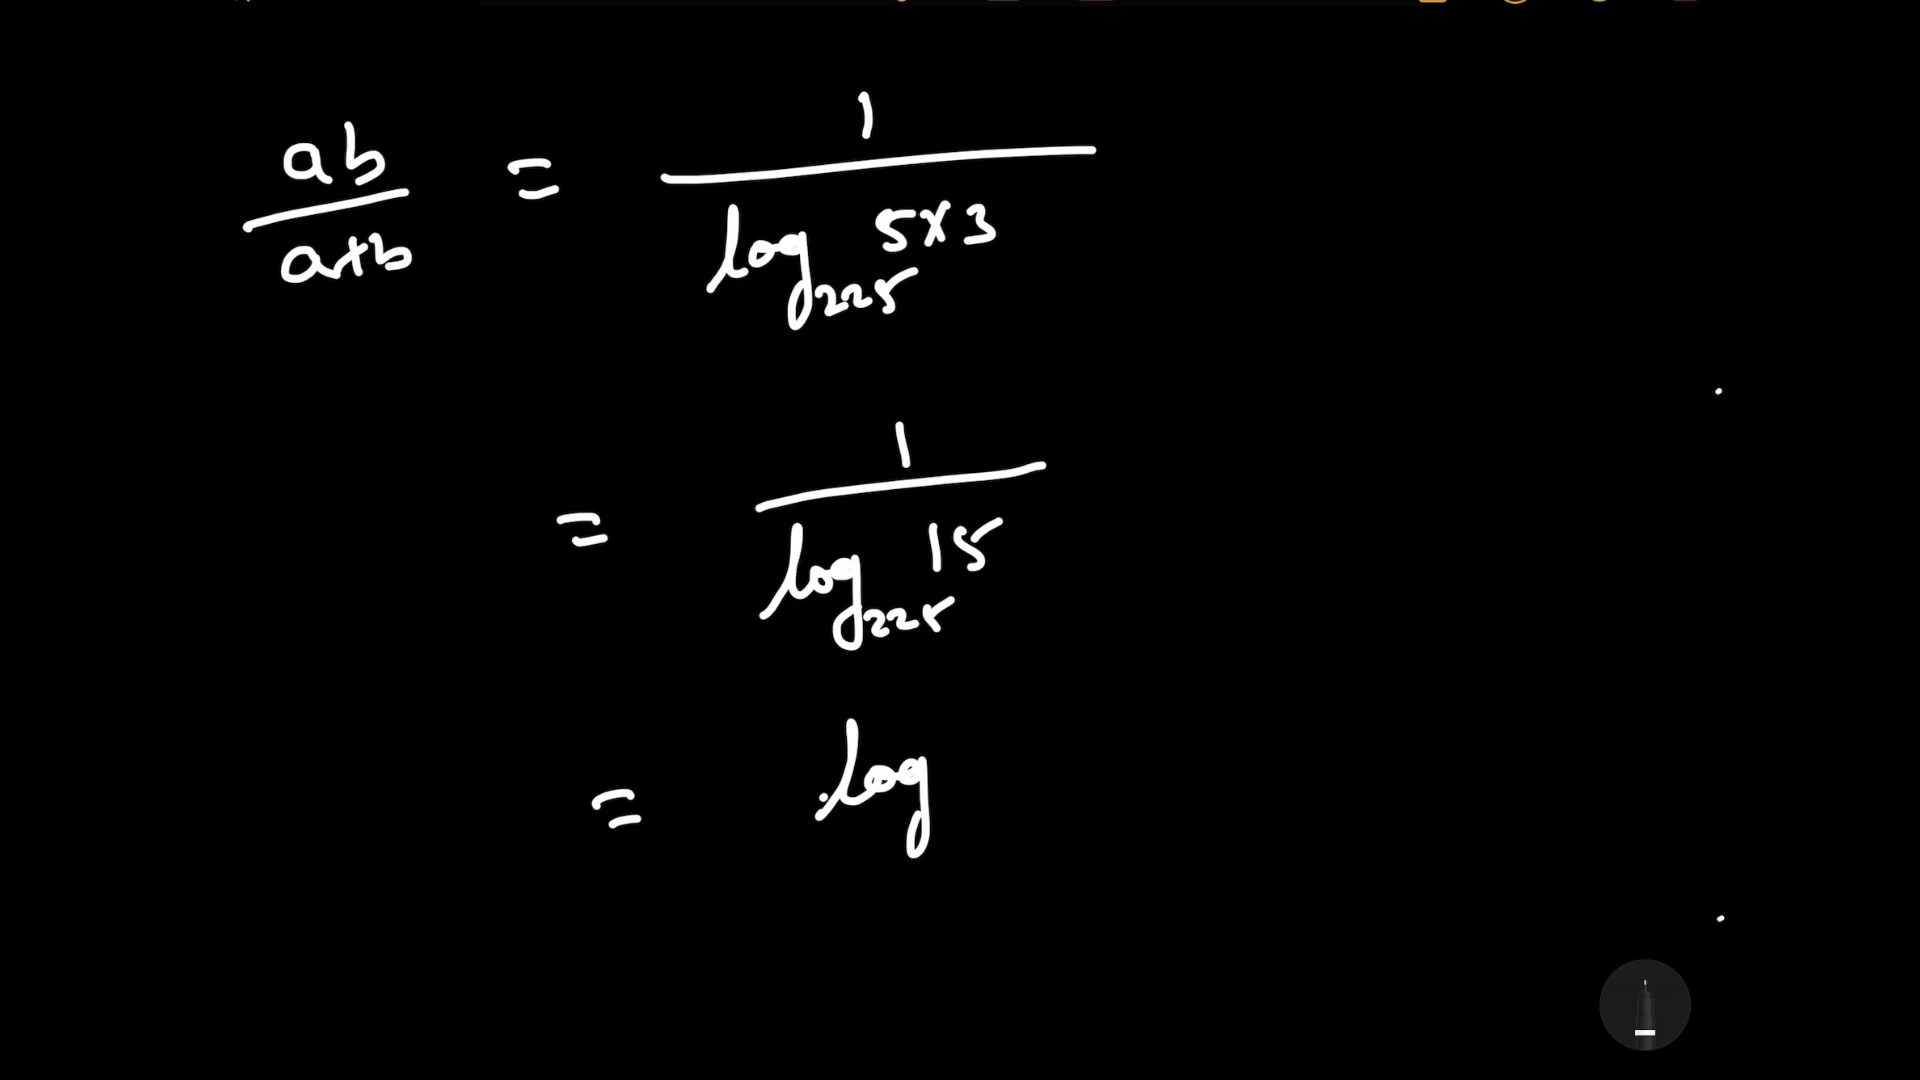 ab/a+b = 1/log₂₂₅ 5×3
= 1/log₂₂₅ 15
= log